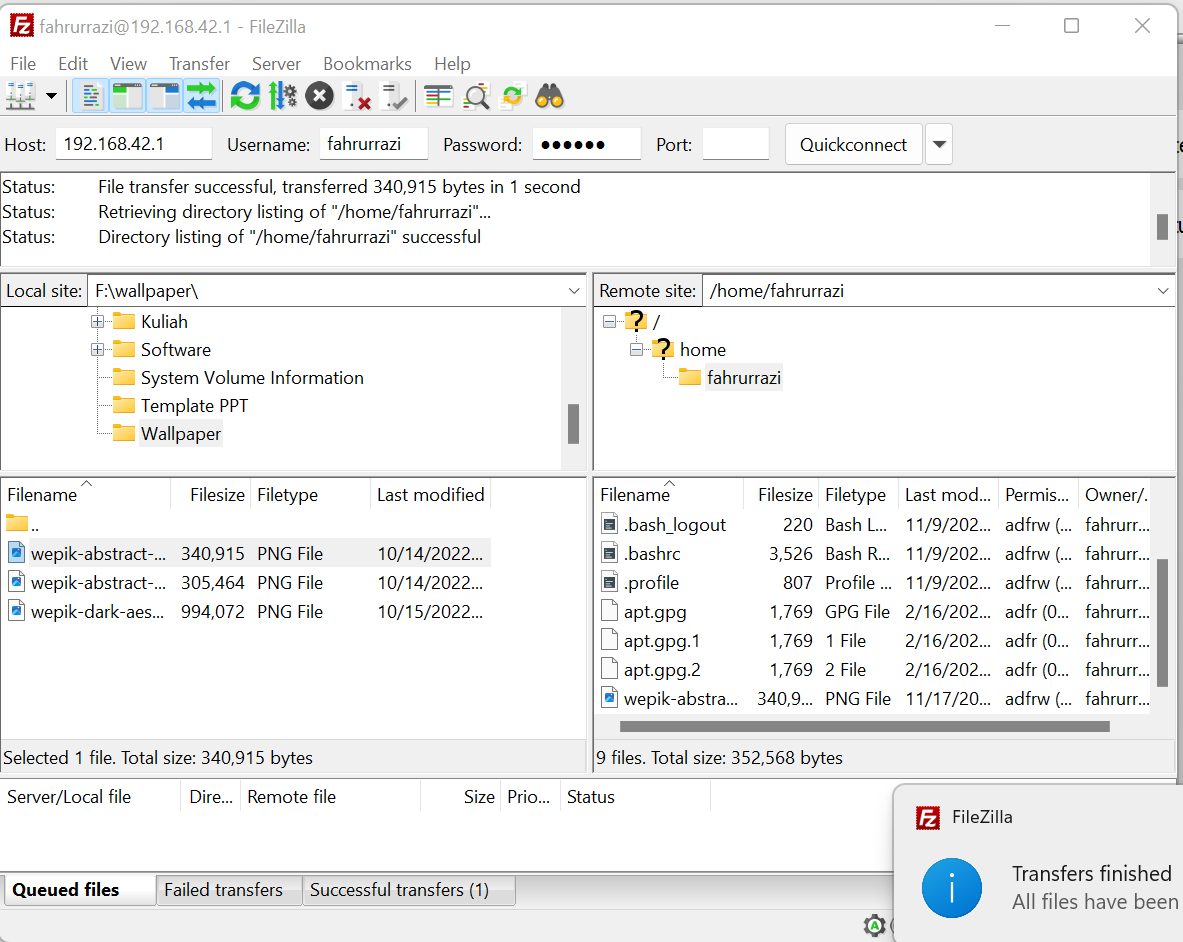 fahrurrazi@192.168.42.1 - FileZilla
File Edit View Transfer Server Bookmarks Help
Host: 192.168.42.1 Username: fahrurrazi Password: ●●●●●● Port: Quickconnect
Status: File transfer successful, transferred 340,915 bytes in 1 second
Status: Retrieving directory listing of "/home/fahrurrazi"...
Status: Directory listing of "/home/fahrurrazi" successful
Local site: F:\wallpaper\
Kuliah
Software
System Volume Information
Template PPT
Wallpaper
Remote site: /home/fahrurrazi
/
home
fahrurrazi
Filename Filesize Filetype Last modified
..
wepik-abstract-... 340,915 PNG File 10/14/2022...
wepik-abstract-... 305,464 PNG File 10/14/2022...
wepik-dark-aes... 994,072 PNG File 10/15/2022...
Selected 1 file. Total size: 340,915 bytes
Filename Filesize Filetype Last mod... Permis... Owner/.
.bash_logout 220 Bash L... 11/9/202... adfrw (... fahrurr...
.bashrc 3,526 Bash R... 11/9/202... adfrw (... fahrurr...
.profile 807 Profile ... 11/9/202... adfrw (... fahrurr...
apt.gpg 1,769 GPG File 2/16/202... adfr (0... fahrurr...
apt.gpg.1 1,769 1 File 2/16/202... adfr (0... fahrurr...
apt.gpg.2 1,769 2 File 2/16/202... adfr (0... fahrurr...
wepik-abstra... 340,9... PNG File 11/17/20... adfrw (... fahrurr...
9 files. Total size: 352,568 bytes
Server/Local file Dire... Remote file Size Prio... Status
Queued files Failed transfers Successful transfers (1)
FileZilla
Transfers finished
All files have been